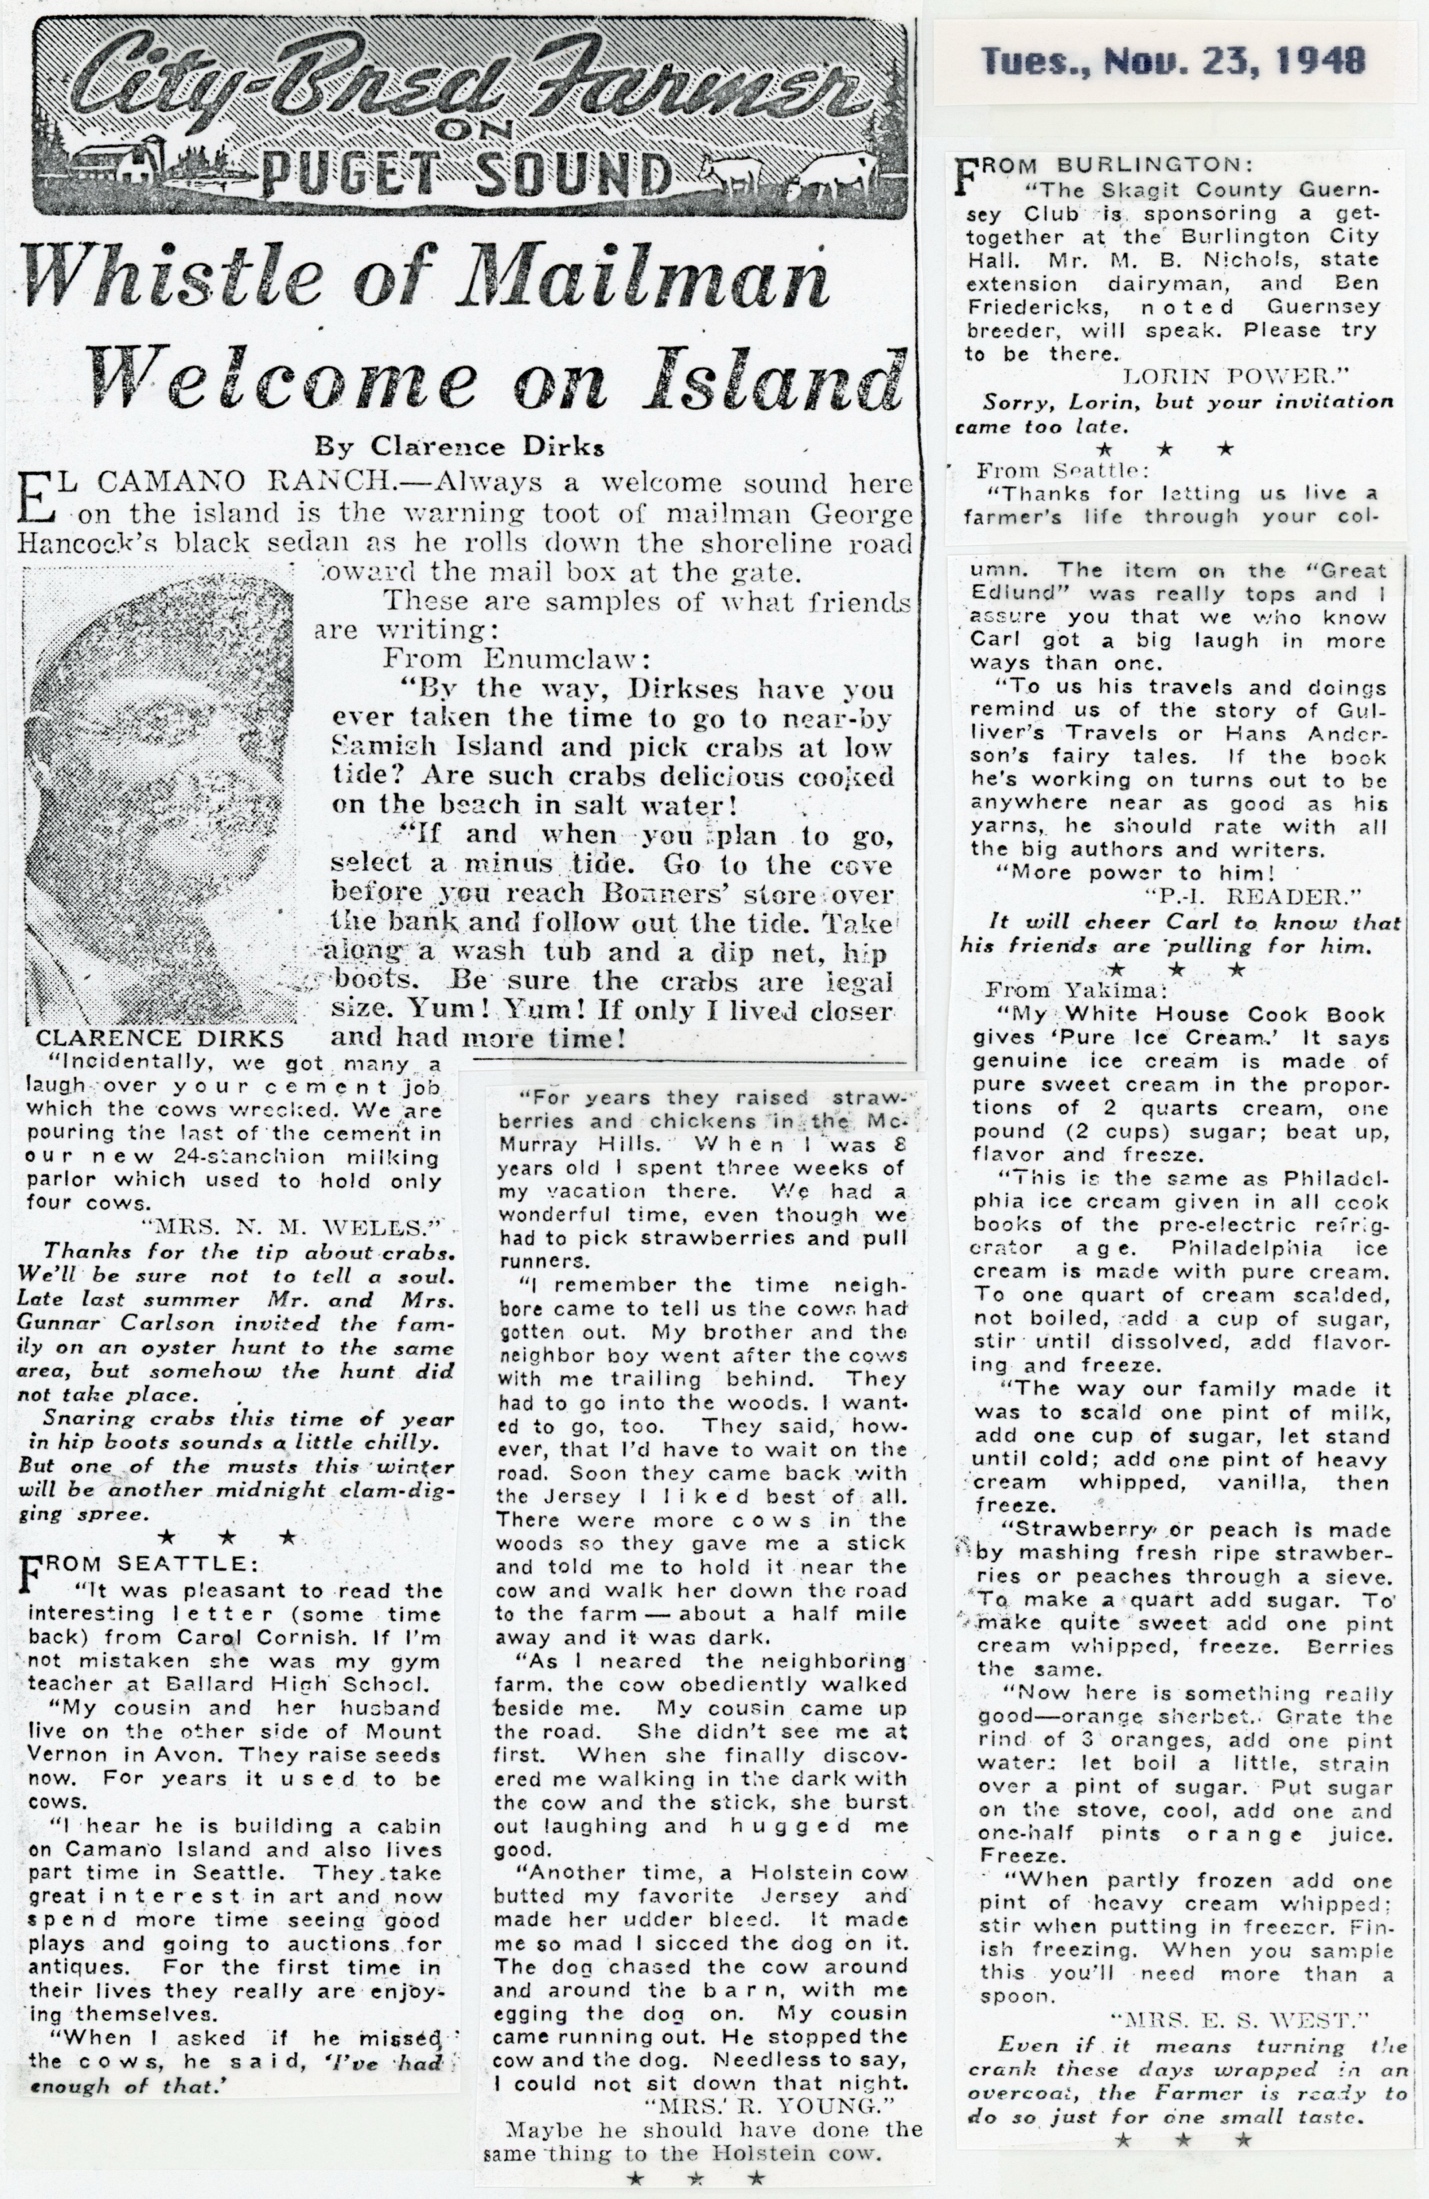 City-Bred Farmer
ON
PUGET SOUND
Whistle of Mailman
Welcome on Island
By Clarence Dirks
EL CAMANO RANCH.—Always a welcome sound here
on the island is the warning toot of mailman George
Hancock's black sedan as he rolls down the shoreline road
toward the mail box at the gate.
These are samples of what friends
are writing:
From Enumclaw:
"By the way, Dirkses have you
ever taken the time to go to near-by
Samish Island and pick crabs at low
tide? Are such crabs delicious cooked
on the beach in salt water!
"If and when you plan to go,
select a minus tide. Go to the cove
before you reach Bonners' store over
the bank and follow out the tide. Take
along a wash tub and a dip net, hip
boots. Be sure the crabs are legal
size. Yum! Yum! If only I lived closer
and had more time!
CLARENCE DIRKS
"Incidentally, we got many a
laugh over your cement job
which the cows wrecked. We are
pouring the last of the cement in
our new 24-stanchion milking
parlor which used to hold only
four cows.
"MRS. N. M. WELLS."
Thanks for the tip about crabs.
We'll be sure not to tell a soul.
Late last summer Mr. and Mrs.
Gunnar Carlson invited the fam-
ily on an oyster hunt to the same
area, but somehow the hunt did
not take place.
Snaring crabs this time of year
in hip boots sounds a little chilly.
But one of the musts this winter
will be another midnight clam-dig-
ging spree.
★ ★ ★
FROM SEATTLE:
"It was pleasant to read the
interesting letter (some time
back) from Carol Cornish. If I'm
not mistaken she was my gym
teacher at Ballard High School.
"My cousin and her husband
live on the other side of Mount
Vernon in Avon. They raise seeds
now. For years it used to be
cows.
"I hear he is building a cabin
on Camano Island and also lives
part time in Seattle. They take
great interest in art and now
spend more time seeing good
plays and going to auctions for
antiques. For the first time in
their lives they really are enjoy-
ing themselves.
"When I asked if he missed
the cows, he said, 'I've had
enough of that.'
"For years they raised straw-
berries and chickens in the Mc-
Murray Hills. When I was 8
years old I spent three weeks of
my vacation there. We had a
wonderful time, even though we
had to pick strawberries and pull
runners.
"I remember the time neigh-
bore came to tell us the cows had
gotten out. My brother and the
neighbor boy went after the cows
with me trailing behind. They
had to go into the woods. I want-
ed to go, too. They said, how-
ever, that I'd have to wait on the
road. Soon they came back with
the Jersey I liked best of all.
There were more cows in the
woods so they gave me a stick
and told me to hold it near the
cow and walk her down the road
to the farm — about a half mile
away and it was dark.
"As I neared the neighboring
farm, the cow obediently walked
beside me. My cousin came up
the road. She didn't see me at
first. When she finally discov-
ered me walking in the dark with
the cow and the stick, she burst
out laughing and hugged me
good.
"Another time, a Holstein cow
butted my favorite Jersey and
made her udder bleed. It made
me so mad I sicced the dog on it.
The dog chased the cow around
and around the barn, with me
egging the dog on. My cousin
came running out. He stopped the
cow and the dog. Needless to say,
I could not sit down that night.
"MRS. R. YOUNG."
Maybe he should have done the
same thing to the Holstein cow.
★ ★ ★
Tues., Nov. 23, 1948
FROM BURLINGTON:
"The Skagit County Guern-
sey Club is sponsoring a get-
together at the Burlington City
Hall. Mr. M. B. Nichols, state
extension dairyman, and Ben
Friedericks, noted Guernsey
breeder, will speak. Please try
to be there.
LORIN POWER."
Sorry, Lorin, but your invitation
came too late.
★ ★ ★
From Seattle:
"Thanks for letting us live a
farmer's life through your col-
umn. The item on the "Great
Edlund" was really tops and I
assure you that we who know
Carl got a big laugh in more
ways than one.
"To us his travels and doings
remind us of the story of Gul-
liver's Travels or Hans Ander-
son's fairy tales. If the book
he's working on turns out to be
anywhere near as good as his
yarns, he should rate with all
the big authors and writers.
"More power to him!
"P.-I. READER."
It will cheer Carl to know that
his friends are pulling for him.
★ ★ ★
From Yakima:
"My White House Cook Book
gives 'Pure Ice Cream.' It says
genuine ice cream is made of
pure sweet cream in the propor-
tions of 2 quarts cream, one
pound (2 cups) sugar; beat up,
flavor and freeze.
"This is the same as Philadel-
phia ice cream given in all cook
books of the pre-electric refrig-
erator age. Philadelphia ice
cream is made with pure cream.
To one quart of cream scalded,
not boiled, add a cup of sugar,
stir until dissolved, add flavor-
ing and freeze.
"The way our family made it
was to scald one pint of milk,
add one cup of sugar, let stand
until cold; add one pint of heavy
cream whipped, vanilla, then
freeze.
"Strawberry or peach is made
by mashing fresh ripe strawber-
ries or peaches through a sieve.
To make a quart add sugar. To
make quite sweet add one pint
cream whipped, freeze. Berries
the same.
"Now here is something really
good—orange sherbet. Grate the
rind of 3 oranges, add one pint
water; let boil a little, strain
over a pint of sugar. Put sugar
on the stove, cool, add one and
one-half pints orange juice.
Freeze.
"When partly frozen add one
pint of heavy cream whipped;
stir when putting in freezer. Fin-
ish freezing. When you sample
this you'll need more than a
spoon.
"MRS. E. S. WEST."
Even if it means turning the
crank these days wrapped in an
overcoat, the Farmer is ready to
do so just for one small taste.
★ ★ ★